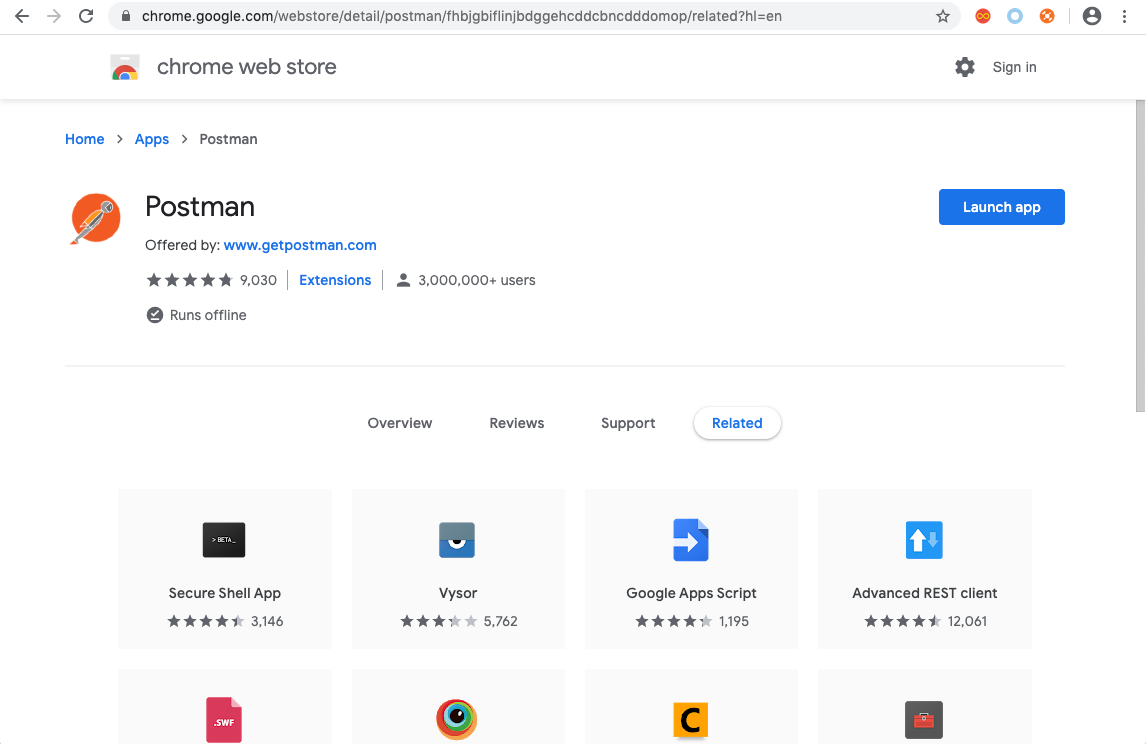 chrome.google.com/webstore/detail/postman/fhbjgbiflinjbdggehcddcbncdddomop/related?hl=en
chrome web store
Sign in
Home > Apps > Postman
Postman
Launch app
Offered by: www.getpostman.com
9,030 Extensions 3,000,000+ users
Runs offline
Overview Reviews Support Related
> BETA_
Secure Shell App Vysor Google Apps Script Advanced REST client
3,146 5,762 1,195 12,061
.SWF C